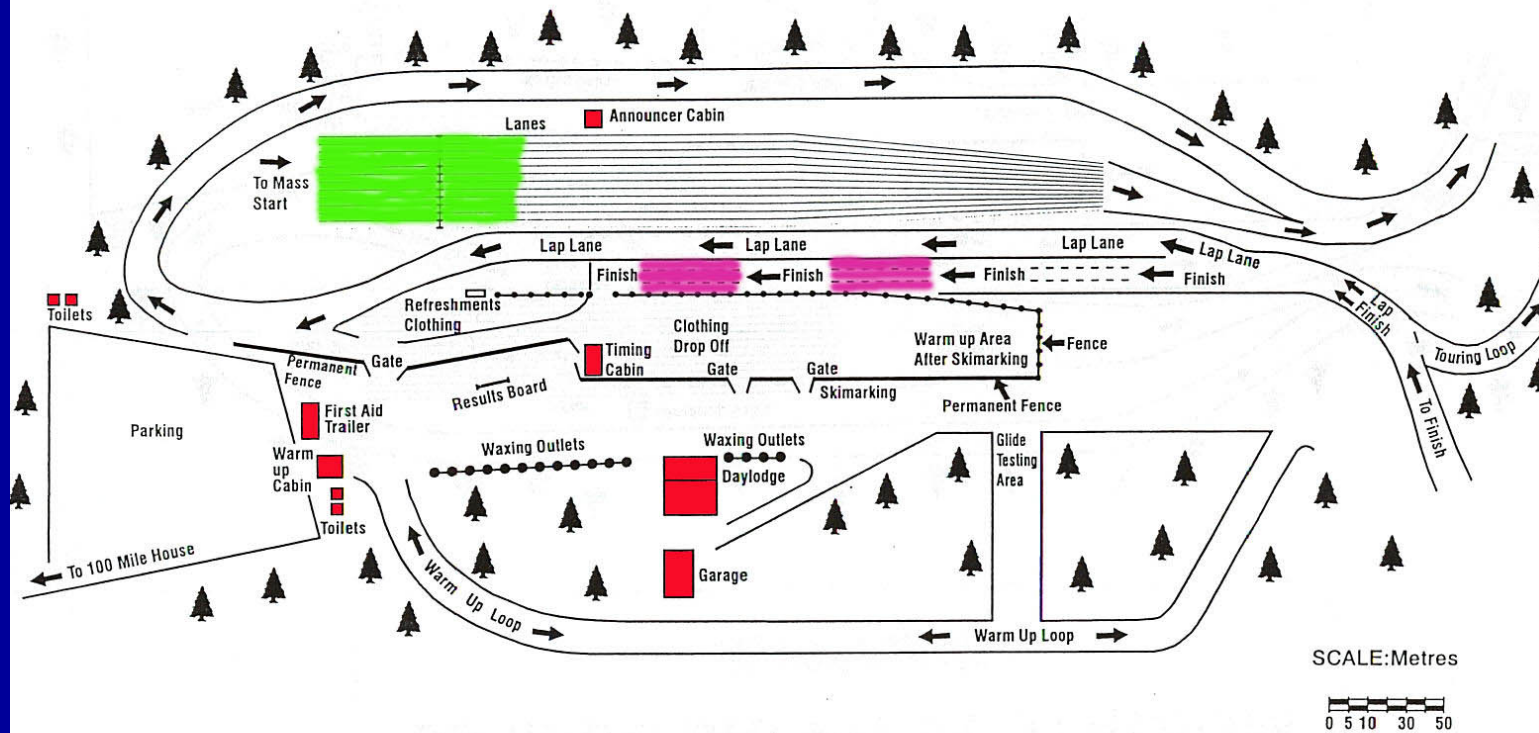 Lanes
Announcer Cabin
To Mass
Start
Lap Lane
Lap Lane
Lap Lane
Lap Lane
Finish
Finish
Finish
Finish
Lap
Finish
Touring Loop
To Finish
Toilets
Refreshments
Clothing
Clothing
Drop Off
Warm up Area
After Skimarking
Fence
Permanent
Fence
Gate
Timing
Cabin
Gate
Gate
Skimarking
Permanent Fence
Results Board
First Aid
Trailer
Parking
Warm
up
Cabin
Toilets
Waxing Outlets
Waxing Outlets
Daylodge
Glide
Testing
Area
Garage
To 100 Mile House
Warm Up Loop
Warm Up Loop
SCALE:Metres
0 5 10 30 50